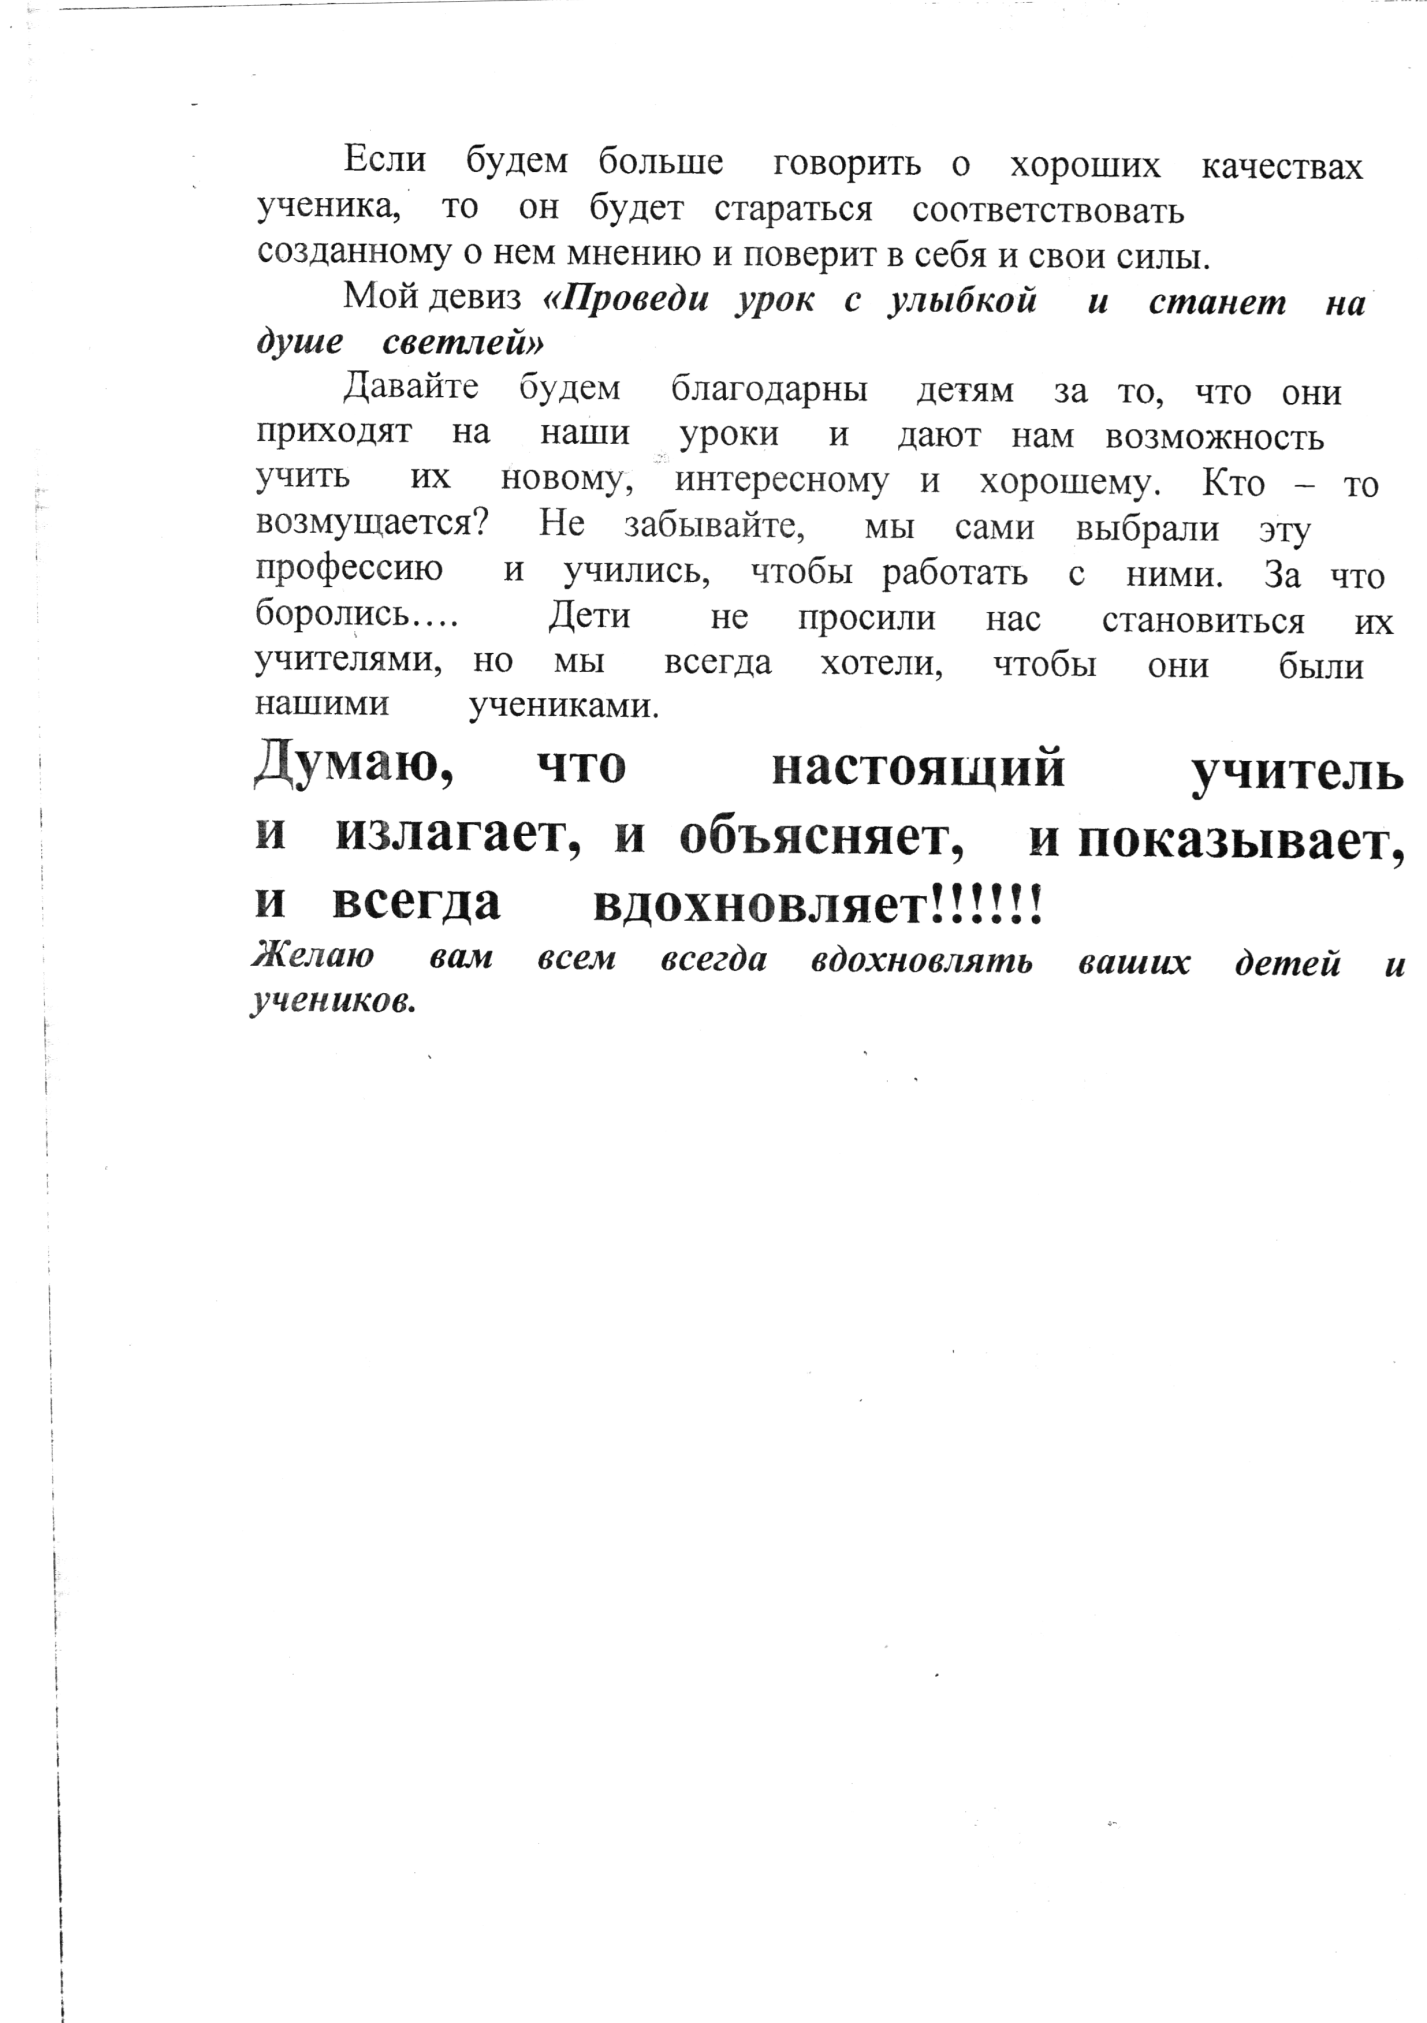 Если будем больше говорить о хороших качествах
ученика, то он будет стараться соответствовать
созданному о нем мнению и поверит в себя и свои силы.
Мой девиз «Проведи урок с улыбкой и станет на
душе светлей»
Давайте будем благодарны детям за то, что они
приходят на наши уроки и дают нам возможность
учить их новому, интересному и хорошему. Кто – то
возмущается? Не забывайте, мы сами выбрали эту
профессию и учились, чтобы работать с ними. За что
боролись…. Дети не просили нас становиться их
учителями, но мы всегда хотели, чтобы они были
нашими учениками.
Думаю, что настоящий учитель
и излагает, и объясняет, и показывает,
и всегда вдохновляет!!!!!!
Желаю вам всем всегда вдохновлять ваших детей и
учеников.